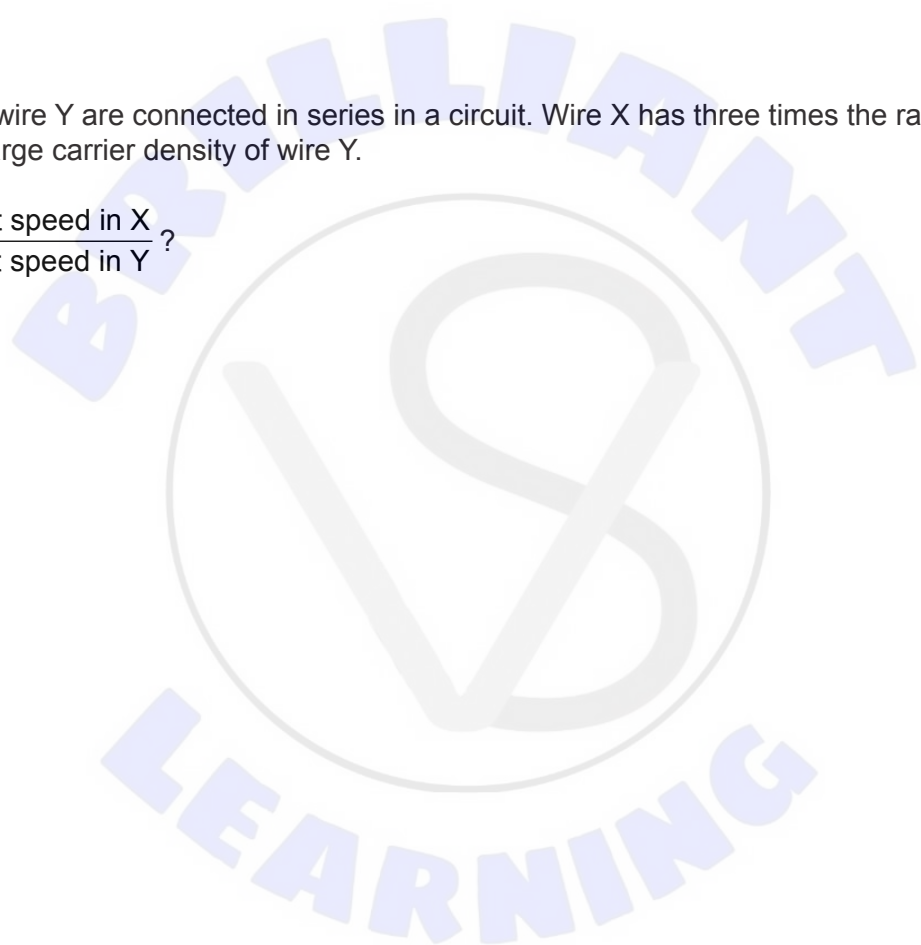 BRILLIANT
wire Y are connected in series in a circuit. Wire X has three times the ra
rge carrier density of wire Y.
speed in X
?
speed in Y
VS
LEARNING